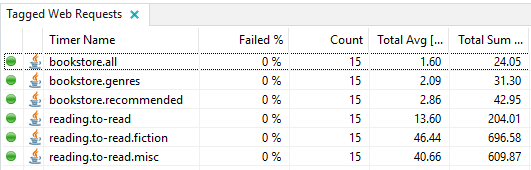 Tagged Web Requests
Timer Name Failed % Count Total Avg [... Total Sum ...
bookstore.all 0 % 15 1.60 24.05
bookstore.genres 0 % 15 2.09 31.30
bookstore.recommended 0 % 15 2.86 42.95
reading.to-read 0 % 15 13.60 204.01
reading.to-read.fiction 0 % 15 46.44 696.58
reading.to-read.misc 0 % 15 40.66 609.87